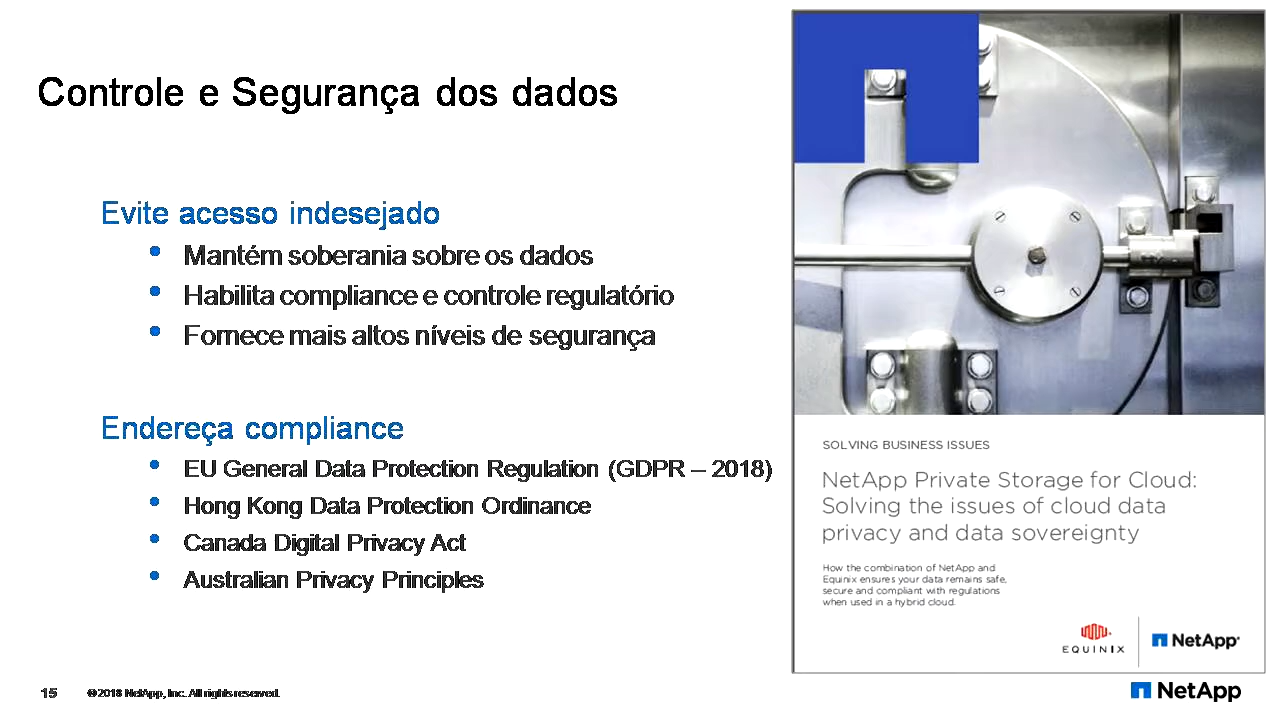 Controle e Segurança dos dados
Evite acesso indesejado
• Mantém soberania sobre os dados
• Habilita compliance e controle regulatório
• Fornece mais altos níveis de segurança
Endereça compliance
• EU General Data Protection Regulation (GDPR – 2018)
• Hong Kong Data Protection Ordinance
• Canada Digital Privacy Act
• Australian Privacy Principles
SOLVING BUSINESS ISSUES
NetApp Private Storage for Cloud:
Solving the issues of cloud data
privacy and data sovereignty
How the combination of NetApp and
Equinix ensures your data remains safe,
secure and compliant with regulations
when used in a hybrid cloud.
EQUINIX
NetApp
15 © 2018 NetApp, Inc. All rights reserved.
NetApp